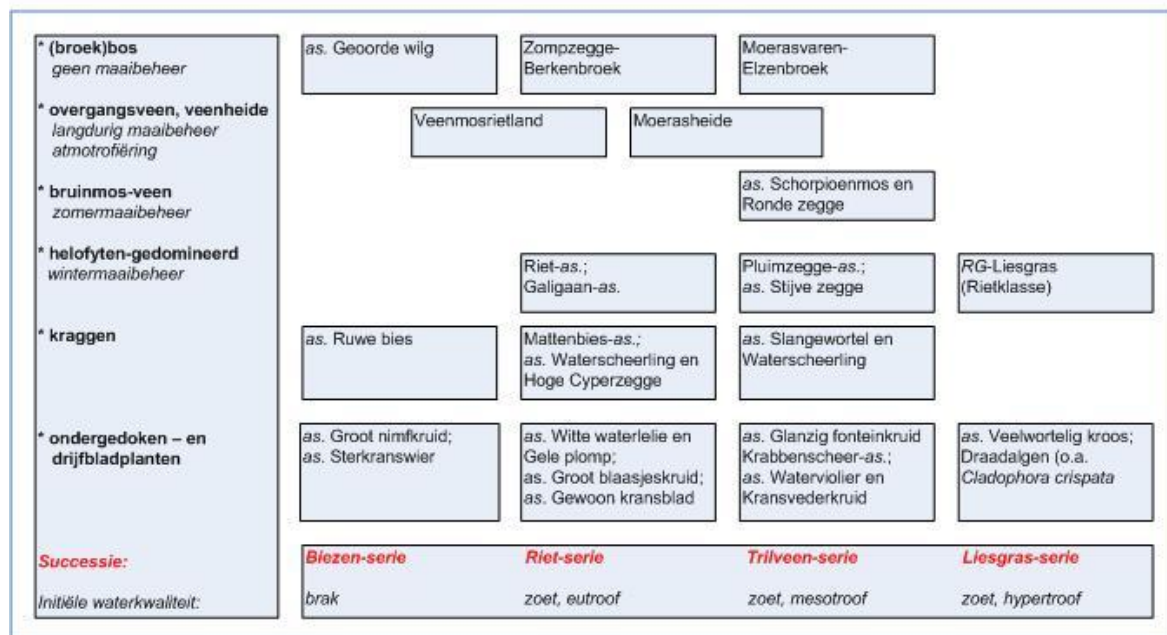 * (broek)bos
geen maaibeheer
as. Geoorde wilg
Zompzegge-
Berkenbroek
Moerasvaren-
Elzenbroek
* overgangsveen, veenheide
langdurig maaibeheer
atmotrofiëring
Veenmosrietland
Moerasheide
* bruinmos-veen
zomermaaibeheer
as. Schorpioenmos en
Ronde zegge
* helofyten-gedomineerd
wintermaaibeheer
Riet-as.;
Galigaan-as.
Pluimzegge-as.;
as. Stijve zegge
RG-Liesgras
(Rietklasse)
* kraggen
as. Ruwe bies
Mattenbies-as.;
as. Waterscheerling en
Hoge Cyperzegge
as. Slangewortel en
Waterscheerling
* ondergedoken – en
drijfbladplanten
as. Groot nimfkruid;
as. Sterkranswier
as. Witte waterlelie en
Gele plomp;
as. Groot blaasjeskruid;
as. Gewoon kransblad
as. Glanzig fonteinkruid
Krabbenscheer-as.;
as. Waterviolier en
Kransvederkruid
as. Veelwortelig kroos;
Draadalgen (o.a.
Cladophora crispata
Successie:
Biezen-serie
Riet-serie
Trilveen-serie
Liesgras-serie
Initiële waterkwaliteit:
brak
zoet, eutroof
zoet, mesotroof
zoet, hypertroof